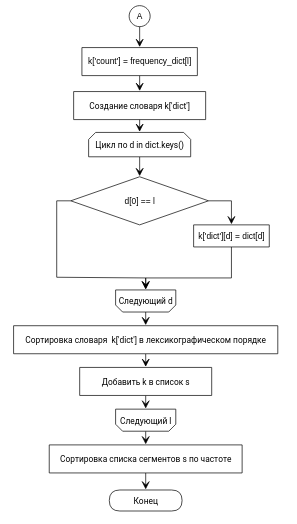 А
k['count'] = frequency_dict[l]
Создание словаря k['dict']
Цикл по d in dict.keys()
d[0] == l
k['dict'][d] = dict[d]
Следующий d
Сортировка словаря k['dict'] в лексикографическом порядке
Добавить k в список s
Следующий l
Сортировка списка сегментов s по частоте
Конец